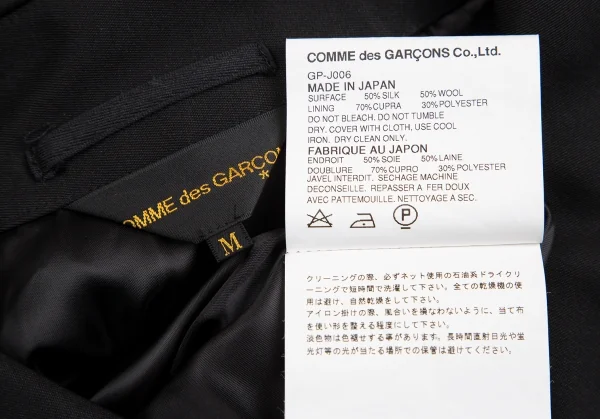 COMME des GARÇONS Co.,Ltd.
GP-J006
MADE IN JAPAN
SURFACE 50%SILK 50%WOOL
LINING 70%CUPRA 30%POLYESTER
DO NOT BLEACH. DO NOT TUMBLE
DRY. COVER WITH CLOTH, USE COOL
IRON. DRY CLEAN ONLY.
FABRIQUE AU JAPON
ENDROIT 50%SOIE 50%LAINE
DOUBLURE 70%CUPRA 30%POLYESTER
JAVEL INTERDIT. SECHAGE MACHINE
DECONSEILLE. REPASSER A FER DOUX
AVEC PATTEMOUILLE. NETTOYAGE A SEC.
P
COMME des GARÇON
*
M
クリーニングの際、必ずネット使用の石油系ドライクリ
ーニングで短時間で洗濯して下さい。全ての乾燥機の使
用は避け、自然乾燥をして下さい。
アイロン掛けの際、風合いを損なわないように、当て布
を使い形を整える程度にして下さい。
淡色物は色褪せする事があります。長時間直射日光や蛍
光灯等の光が当たる場所での保管は避けてください。